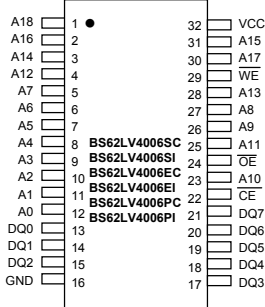 A18 1 32 VCC
A16 2 31 A15
A14 3 30 A17
A12 4 29 WE
A7 5 28 A13
A6 6 27 A8
A5 7 26 A9
A4 8 BS62LV4006SC 25 A11
A3 9 BS62LV4006SI 24 OE
A2 10 BS62LV4006EC 23 A10
A1 11 BS62LV4006EI 22 CE
A0 12 BS62LV4006PC 21 DQ7
DQ0 13 BS62LV4006PI 20 DQ6
DQ1 14 19 DQ5
DQ2 15 18 DQ4
GND 16 17 DQ3